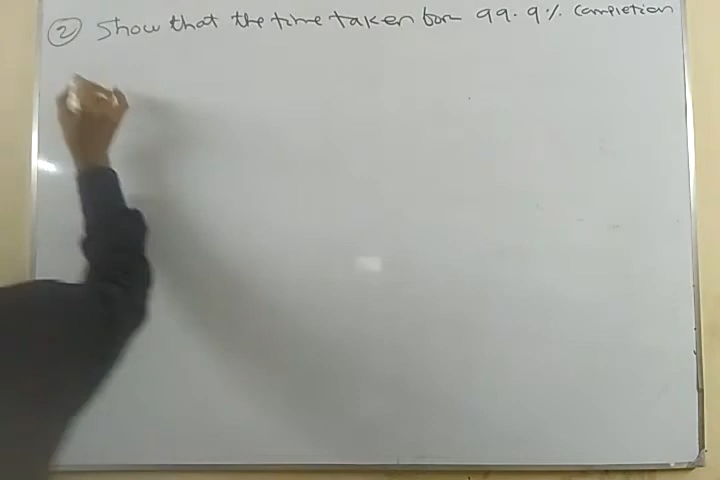 ② Show that the time taken for 99.9% completion